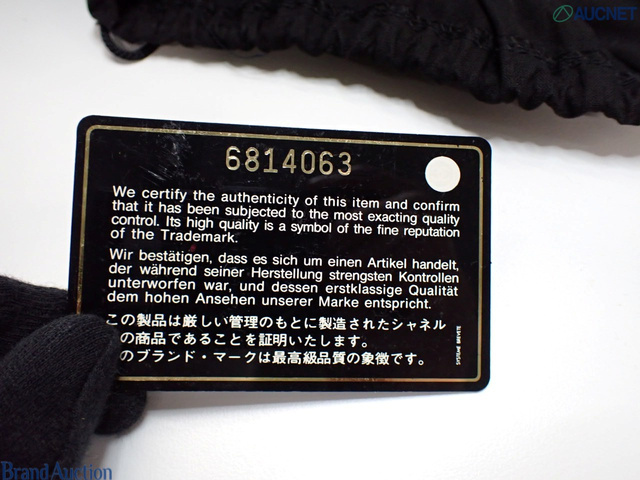 AUCNET
6814063
We certify the authenticity of this item and confirm
that it has been subjected to the most exacting quality
control. Its high quality is a symbol of the fine reputation
of the Trademark.
Wir bestätigen, dass es sich um einen Artikel handelt,
der während seiner Herstellung strengsten Kontrollen
unterworfen war, und dessen erstklassige Qualität
dem hohen Ansehen unserer Marke entspricht.
この製品は厳しい管理のもとに製造されたシャネル
の商品であることを証明いたします。
のブランド・マークは最高級品質の象徴です。
Brand Auction